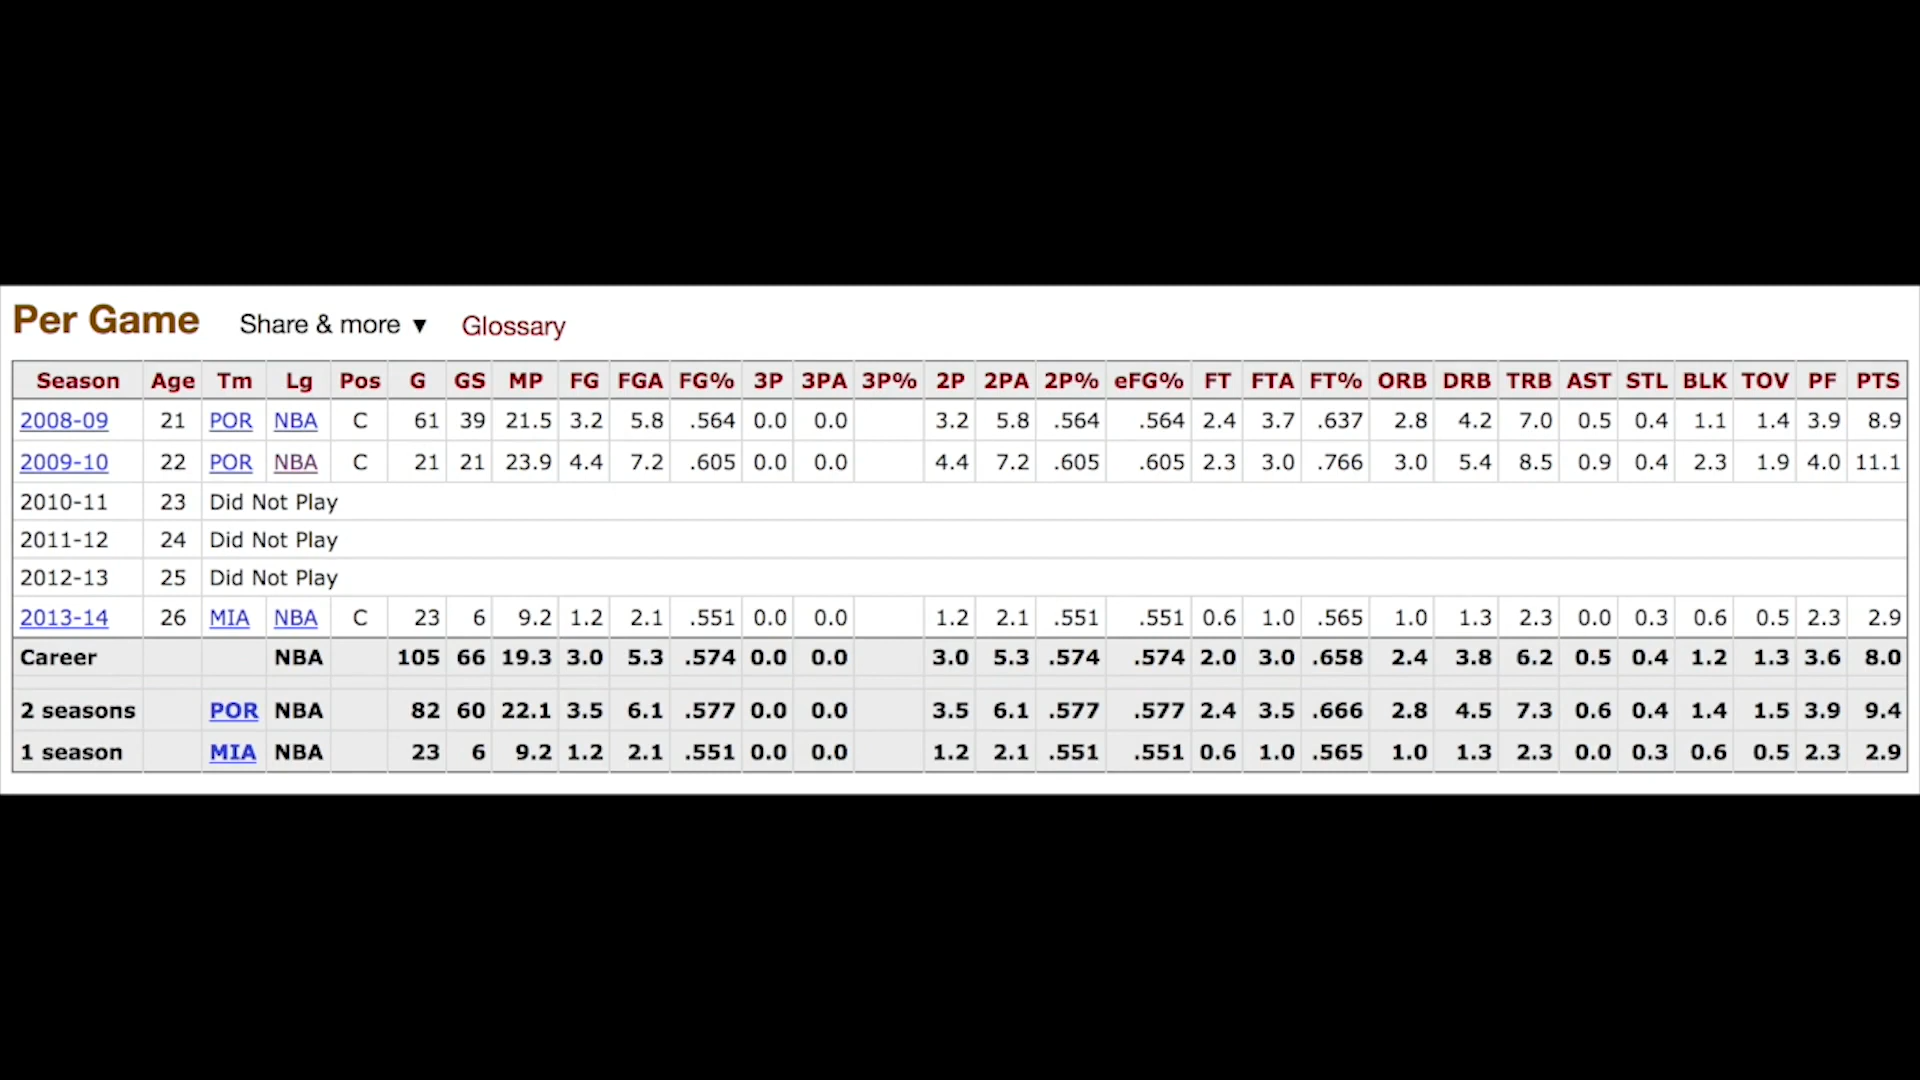 Per Game Share & more ▼ Glossary
Season Age Tm Lg Pos G GS MP FG FGA FG% 3P 3PA 3P% 2P 2PA 2P% eFG% FT FTA FT% ORB DRB TRB AST STL BLK TOV PF PTS
2008-09 21 POR NBA C 61 39 21.5 3.2 5.8 .564 0.0 0.0 3.2 5.8 .564 .564 2.4 3.7 .637 2.8 4.2 7.0 0.5 0.4 1.1 1.4 3.9 8.9
2009-10 22 POR NBA C 21 21 23.9 4.4 7.2 .605 0.0 0.0 4.4 7.2 .605 .605 2.3 3.0 .766 3.0 5.4 8.5 0.9 0.4 2.3 1.9 4.0 11.1
2010-11 23 Did Not Play
2011-12 24 Did Not Play
2012-13 25 Did Not Play
2013-14 26 MIA NBA C 23 6 9.2 1.2 2.1 .551 0.0 0.0 1.2 2.1 .551 .551 0.6 1.0 .565 1.0 1.3 2.3 0.0 0.3 0.6 0.5 2.3 2.9
Career NBA 105 66 19.3 3.0 5.3 .574 0.0 0.0 3.0 5.3 .574 .574 2.0 3.0 .658 2.4 3.8 6.2 0.5 0.4 1.2 1.3 3.6 8.0
2 seasons POR NBA 82 60 22.1 3.5 6.1 .577 0.0 0.0 3.5 6.1 .577 .577 2.4 3.5 .666 2.8 4.5 7.3 0.6 0.4 1.4 1.5 3.9 9.4
1 season MIA NBA 23 6 9.2 1.2 2.1 .551 0.0 0.0 1.2 2.1 .551 .551 0.6 1.0 .565 1.0 1.3 2.3 0.0 0.3 0.6 0.5 2.3 2.9